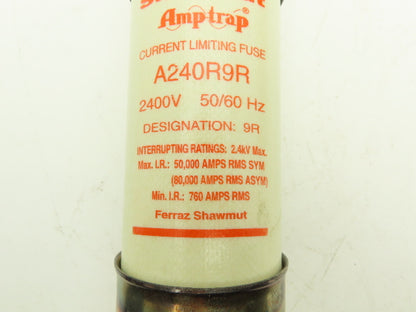 Amp-trap®
CURRENT LIMITING FUSE
A240R9R
2400V 50/60 Hz
DESIGNATION: 9R
INTERRUPTING RATINGS: 2.4kV Max.
Max. I.R.: 50,000 AMPS RMS SYM
(80,000 AMPS RMS ASYM)
Min. I.R.: 760 AMPS RMS
Ferraz Shawmut